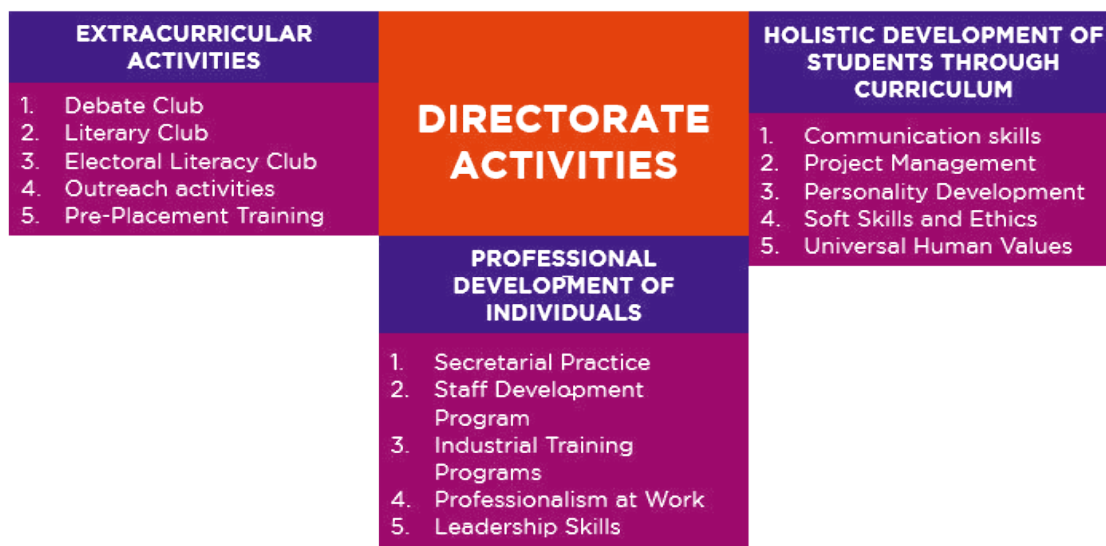 EXTRACURRICULAR
ACTIVITIES
1. Debate Club
2. Literary Club
3. Electoral Literacy Club
4. Outreach activities
5. Pre-Placement Training
DIRECTORATE
ACTIVITIES
HOLISTIC DEVELOPMENT OF
STUDENTS THROUGH
CURRICULUM
1. Communication skills
2. Project Management
3. Personality Development
4. Soft Skills and Ethics
5. Universal Human Values
PROFESSIONAL
DEVELOPMENT OF
INDIVIDUALS
1. Secretarial Practice
2. Staff Development
Program
3. Industrial Training
Programs
4. Professionalism at Work
5. Leadership Skills